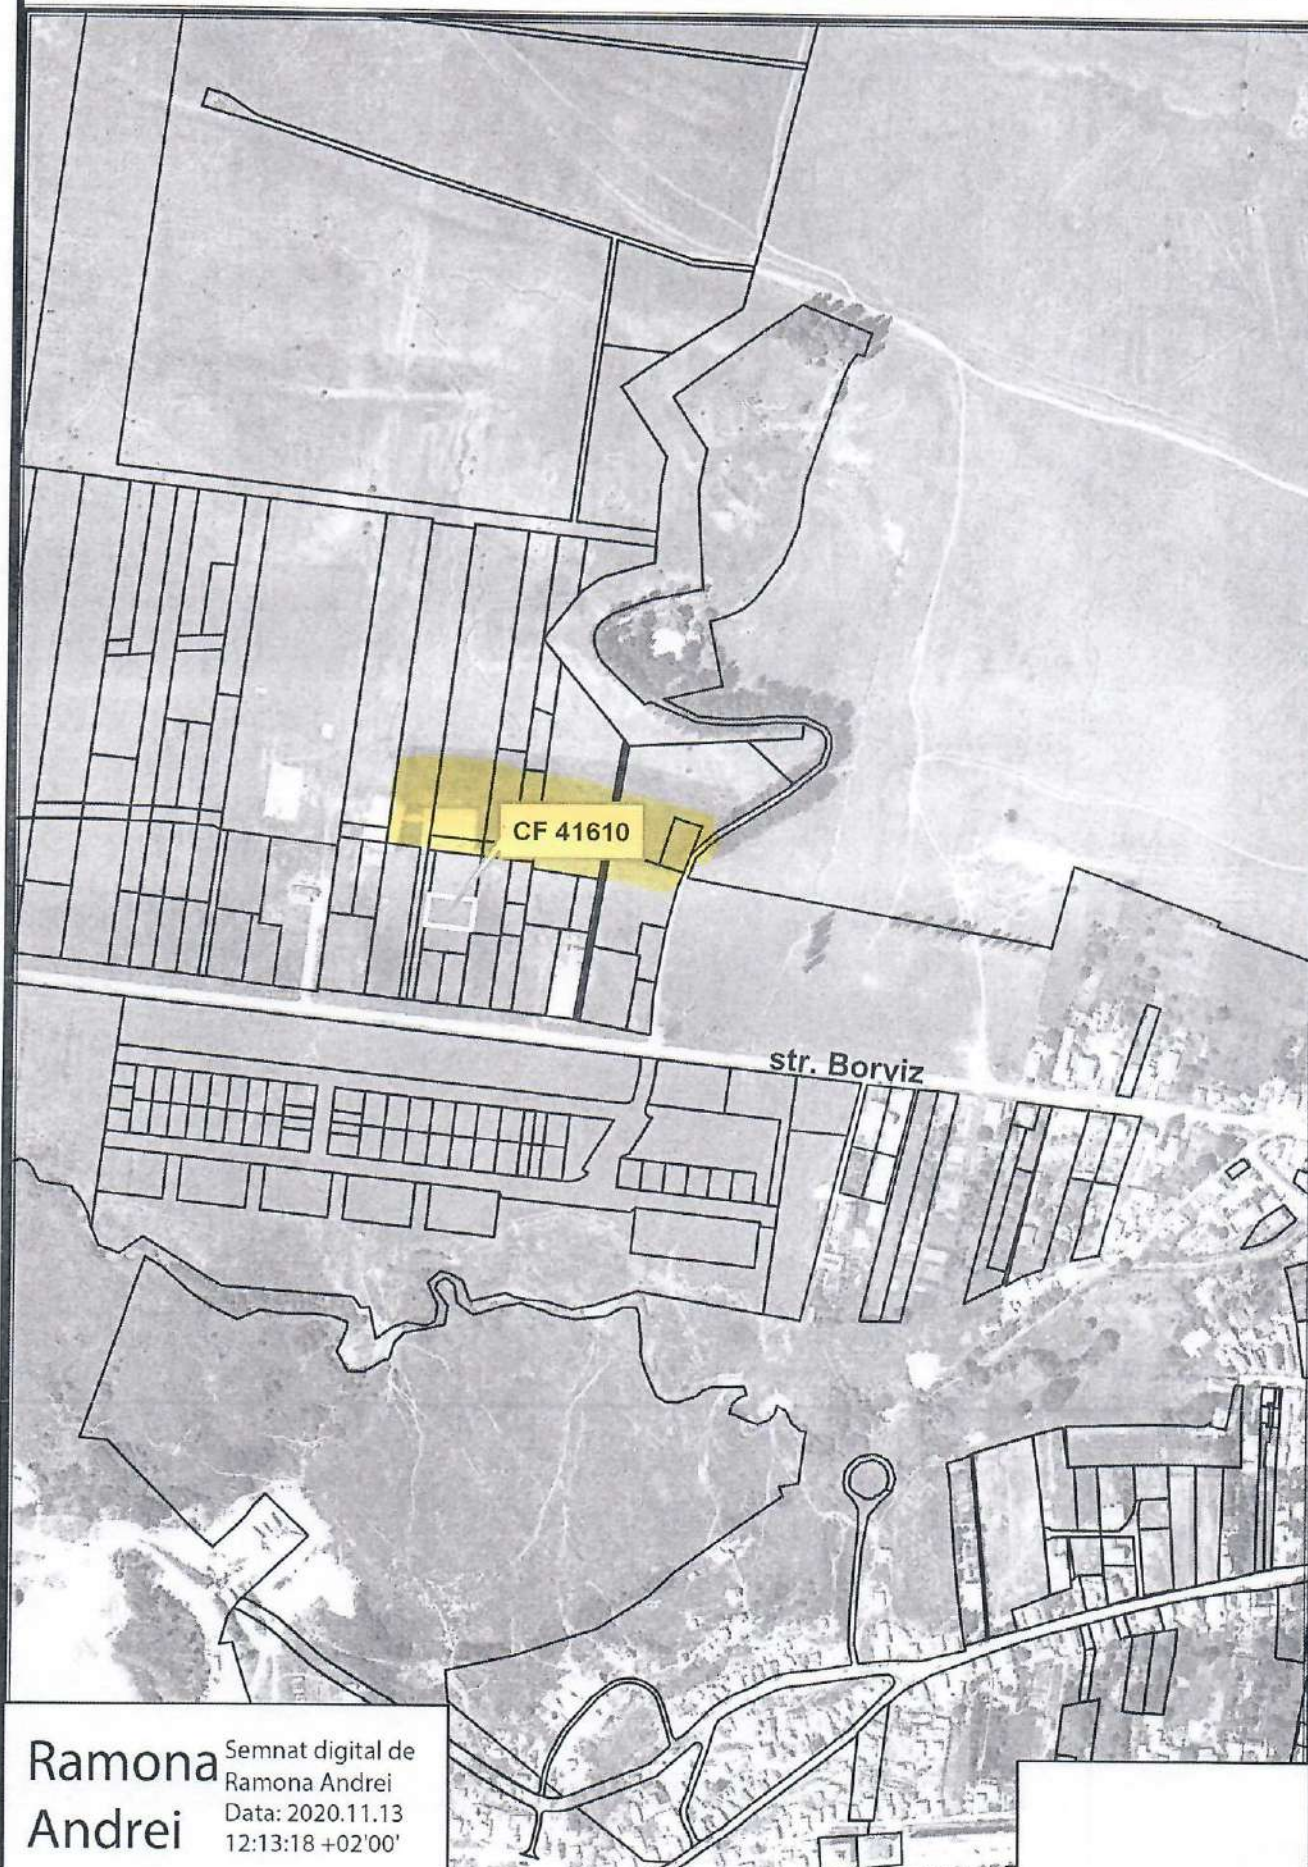 CF 41610
str. Borviz
Ramona
Andrei
Semnat digital de
Ramona Andrei
Data: 2020.11.13
12:13:18 +02'00'